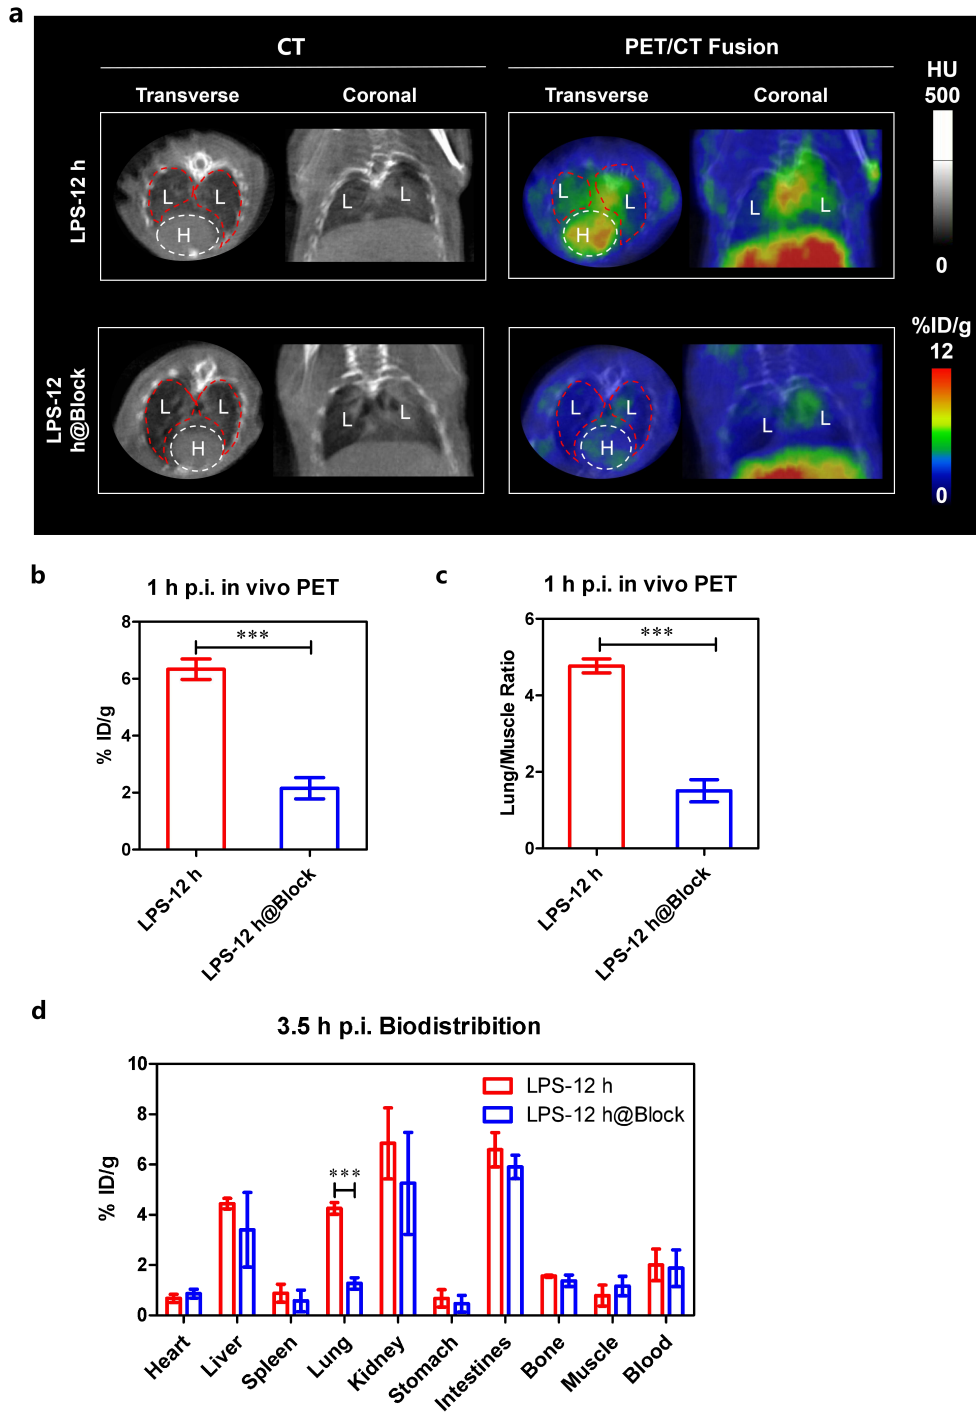 a
CT
PET/CT Fusion
HU
500
0
Transverse
Coronal
Transverse
Coronal
LPS-12 h
L
L
H
L
L
L
L
H
L
L
%ID/g
12
0
LPS-12
h@Block
L
L
H
L
L
L
L
H
L
L
b
1 h p.i. in vivo PET
% ID/g
8
6
4
2
0
***
LPS-12 h
LPS-12 h@Block
c
1 h p.i. in vivo PET
Lung/Muscle Ratio
6
4
2
0
***
LPS-12 h
LPS-12 h@Block
d
3.5 h p.i. Biodistribition
% ID/g
10
8
6
4
2
0
***
LPS-12 h
LPS-12 h@Block
Heart
Liver
Spleen
Lung
Kidney
Stomach
Intestines
Bone
Muscle
Blood